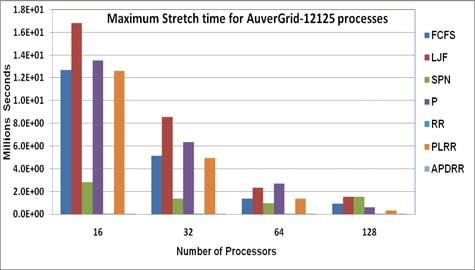 Maximum Stretch time for AuverGrid-12125 processes
Millions Seconds
1.8E+01
1.6E+01
1.4E+01
1.2E+01
1.0E+01
8.0E+00
6.0E+00
4.0E+00
2.0E+00
0.0E+00
16 32 64 128
Number of Processors
FCFS
LJF
SPN
P
RR
PLRR
APDRR